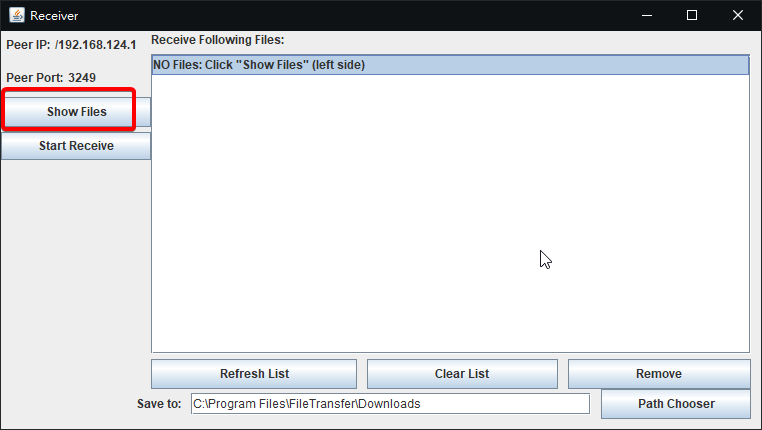 Receiver
Peer IP: /192.168.124.1
Receive Following Files:
NO Files: Click "Show Files" (left side)
Peer Port: 3249
Show Files
Start Receive
Refresh List
Clear List
Remove
Save to:
C:\Program Files\FileTransfer\Downloads
Path Chooser